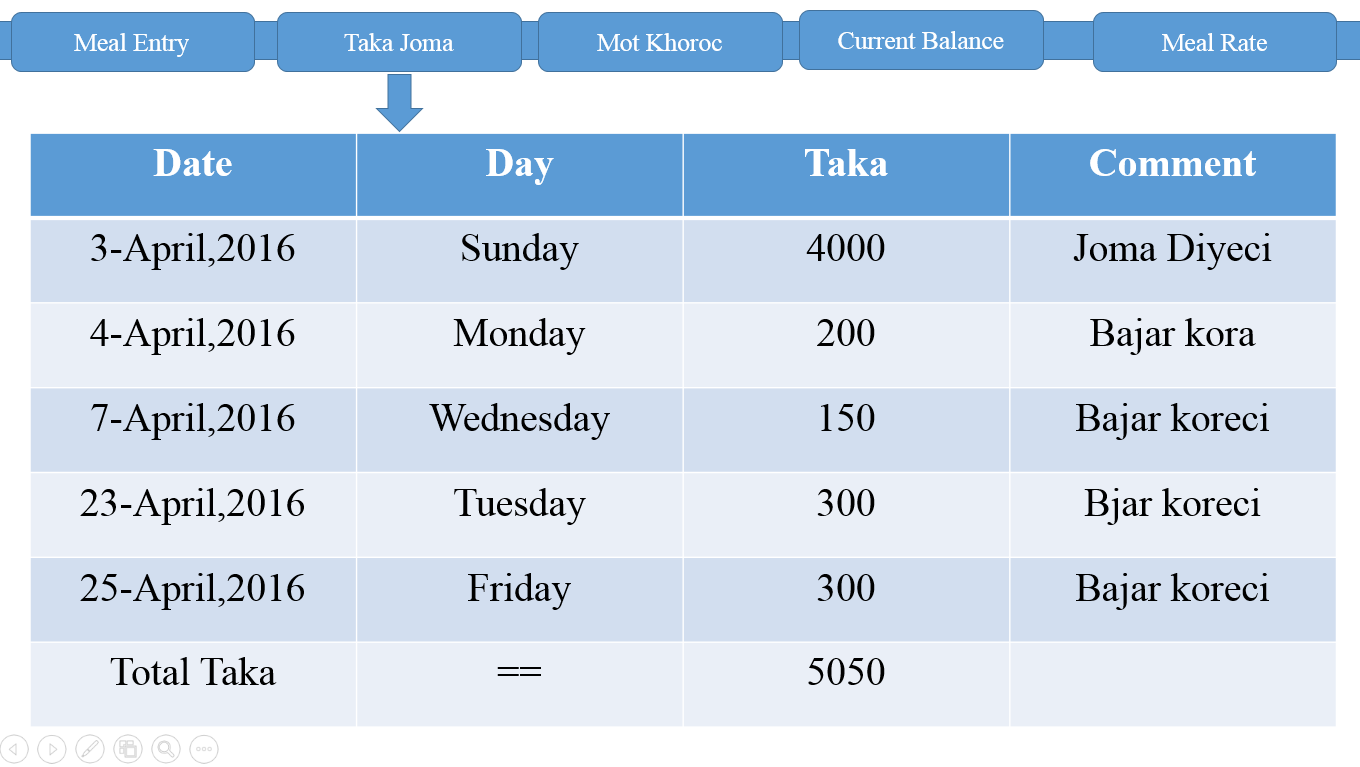 Meal Entry Taka Joma Mot Khoroc Current Balance Meal Rate
Date Day Taka Comment
3-April,2016 Sunday 4000 Joma Diyeci
4-April,2016 Monday 200 Bajar kora
7-April,2016 Wednesday 150 Bajar koreci
23-April,2016 Tuesday 300 Bjar koreci
25-April,2016 Friday 300 Bajar koreci
Total Taka == 5050